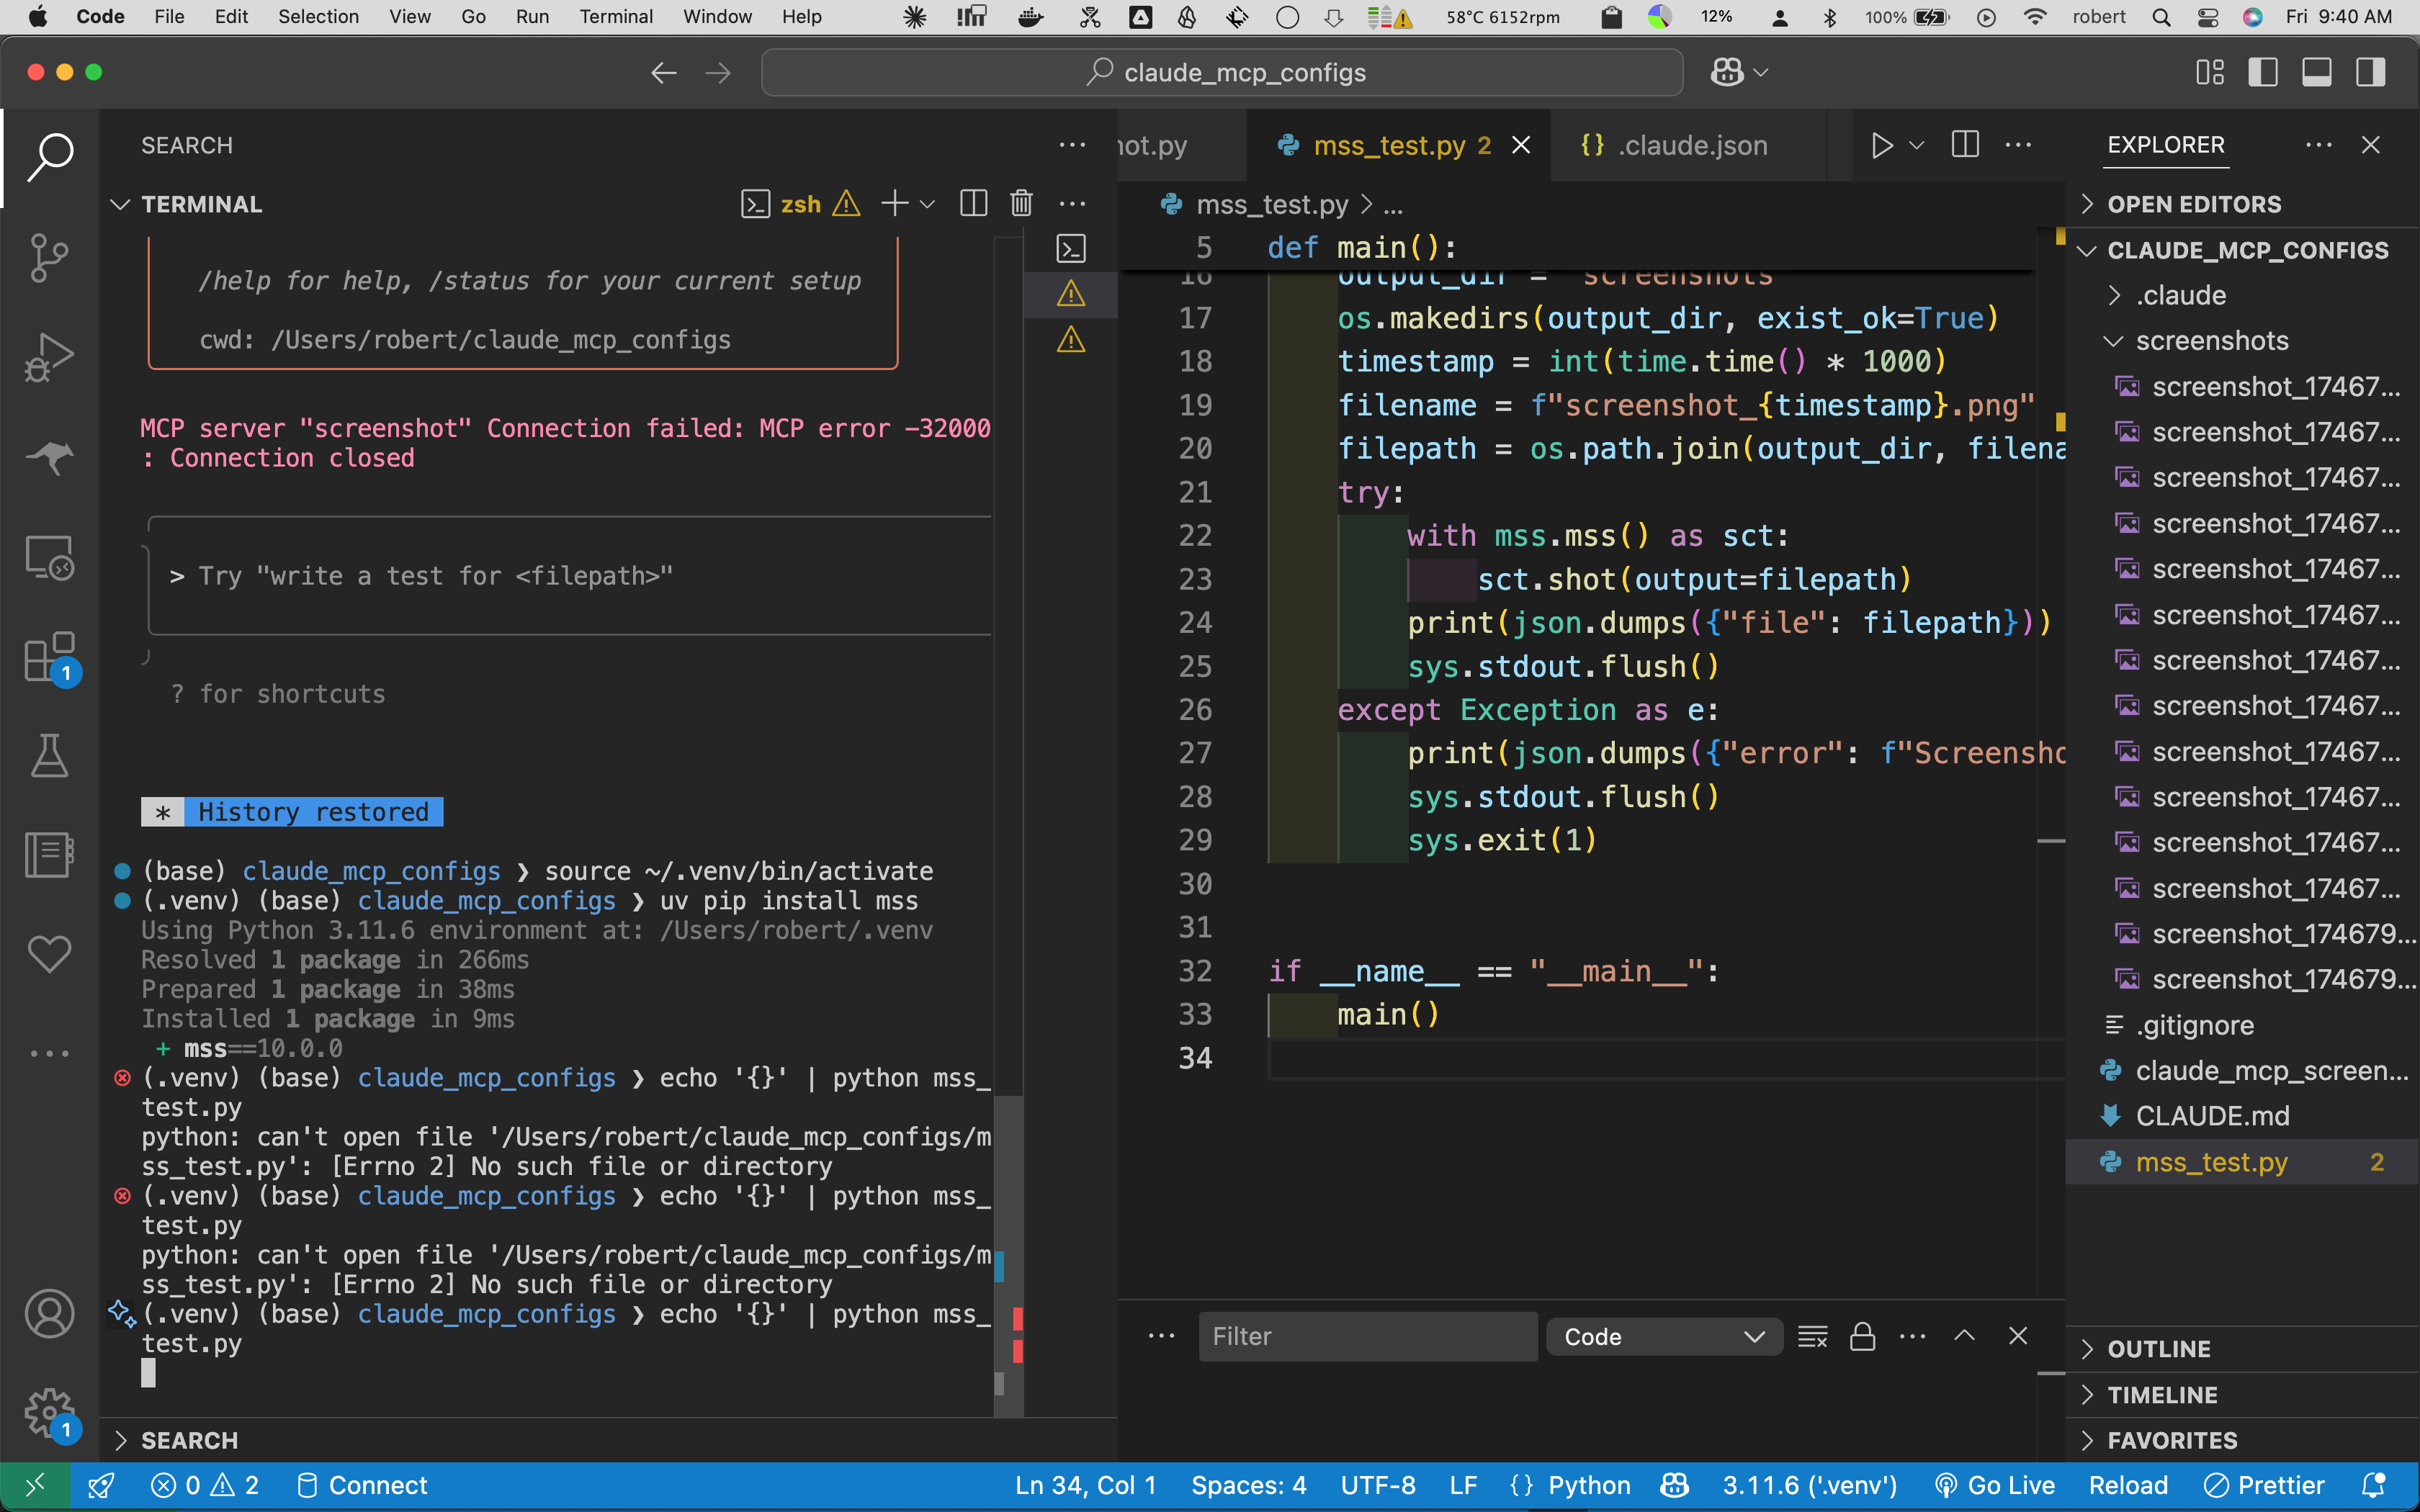 Code File Edit Selection View Go Run Terminal Window Help 58°C 6152rpm 12% 100% robert Fri 9:40 AM
claude_mcp_configs
SEARCH
TERMINAL
zsh
/help for help, /status for your current setup
cwd: /Users/robert/claude_mcp_configs
MCP server "screenshot" Connection failed: MCP error -32000
: Connection closed
> Try "write a test for <filepath>"
? for shortcuts
* History restored
(base) claude_mcp_configs ❯ source ~/.venv/bin/activate
(.venv) (base) claude_mcp_configs ❯ uv pip install mss
Using Python 3.11.6 environment at: /Users/robert/.venv
Resolved 1 package in 266ms
Prepared 1 package in 38ms
Installed 1 package in 9ms
+ mss==10.0.0
(.venv) (base) claude_mcp_configs ❯ echo '{}' | python mss_
test.py
python: can't open file '/Users/robert/claude_mcp_configs/m
ss_test.py': [Errno 2] No such file or directory
(.venv) (base) claude_mcp_configs ❯ echo '{}' | python mss_
test.py
python: can't open file '/Users/robert/claude_mcp_configs/m
ss_test.py': [Errno 2] No such file or directory
(.venv) (base) claude_mcp_configs ❯ echo '{}' | python mss_
test.py
SEARCH
1
1
hot.py
mss_test.py 2
{} .claude.json
mss_test.py > ...
5 def main():
16 output_dir = "screenshots"
17 os.makedirs(output_dir, exist_ok=True)
18 timestamp = int(time.time() * 1000)
19 filename = f"screenshot_{timestamp}.png"
20 filepath = os.path.join(output_dir, filena
21 try:
22 with mss.mss() as sct:
23 sct.shot(output=filepath)
24 print(json.dumps({"file": filepath}))
25 sys.stdout.flush()
26 except Exception as e:
27 print(json.dumps({"error": f"Screensho
28 sys.stdout.flush()
29 sys.exit(1)
30
31
32 if __name__ == "__main__":
33 main()
34
Filter
Code
EXPLORER
OPEN EDITORS
CLAUDE_MCP_CONFIGS
.claude
screenshots
screenshot_17467...
screenshot_17467...
screenshot_17467...
screenshot_17467...
screenshot_17467...
screenshot_17467...
screenshot_17467...
screenshot_17467...
screenshot_17467...
screenshot_17467...
screenshot_17467...
screenshot_17467...
screenshot_174679...
screenshot_174679...
.gitignore
claude_mcp_screen...
CLAUDE.md
mss_test.py 2
OUTLINE
TIMELINE
FAVORITES
0 2 Connect Ln 34, Col 1 Spaces: 4 UTF-8 LF {} Python 3.11.6 ('.venv') Go Live Reload Prettier